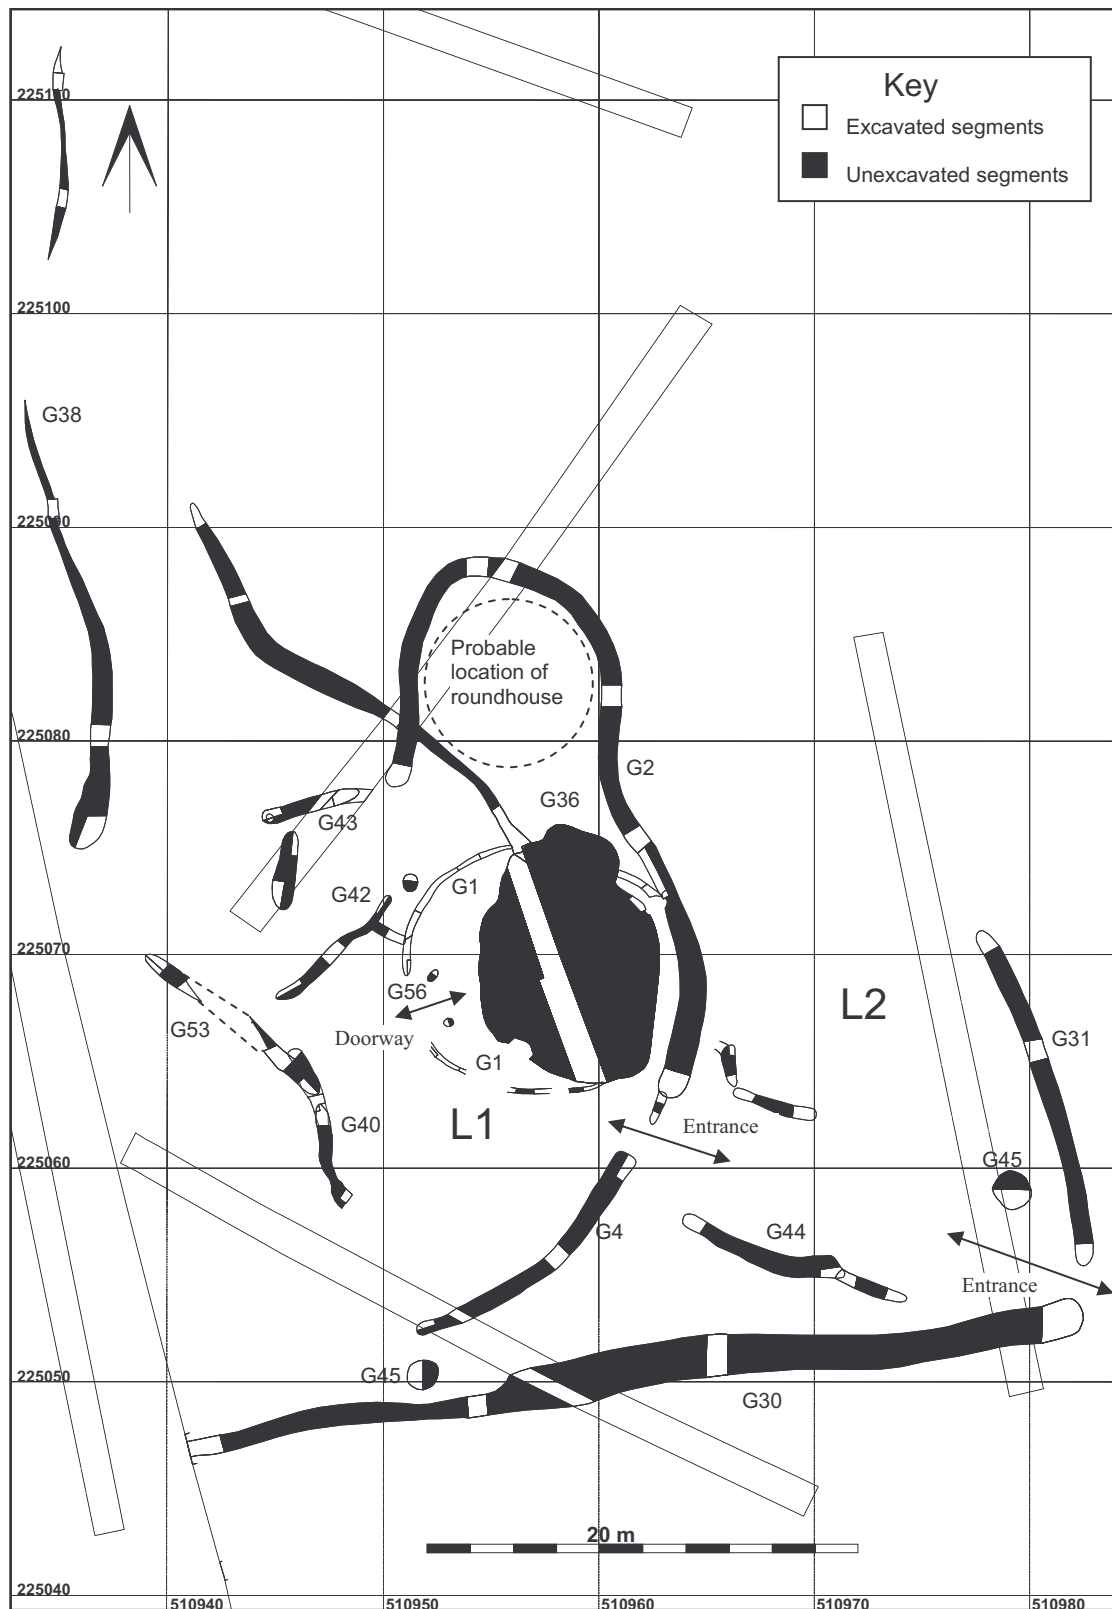 Key
Excavated segments
Unexcavated segments
225110
225100
G38
225090
Probable
location of
roundhouse
225080
G2
G36
G43
G1
G42
225070
G56
L2
G53
Doorway
G31
G1
L1
G40
Entrance
225060
G45
G4
G44
Entrance
G45
225050
G30
20 m
225040
510940
510950
510960
510970
510980